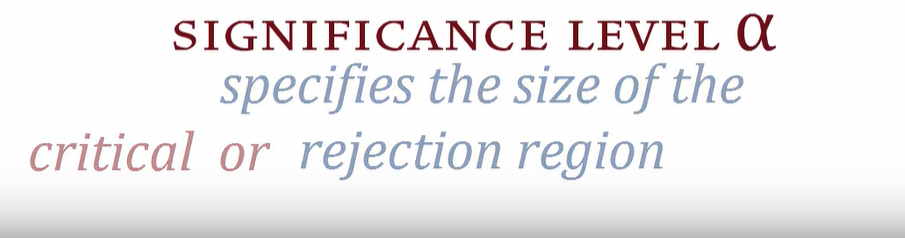 SIGNIFICANCE LEVEL α
specifies the size of the
critical or rejection region